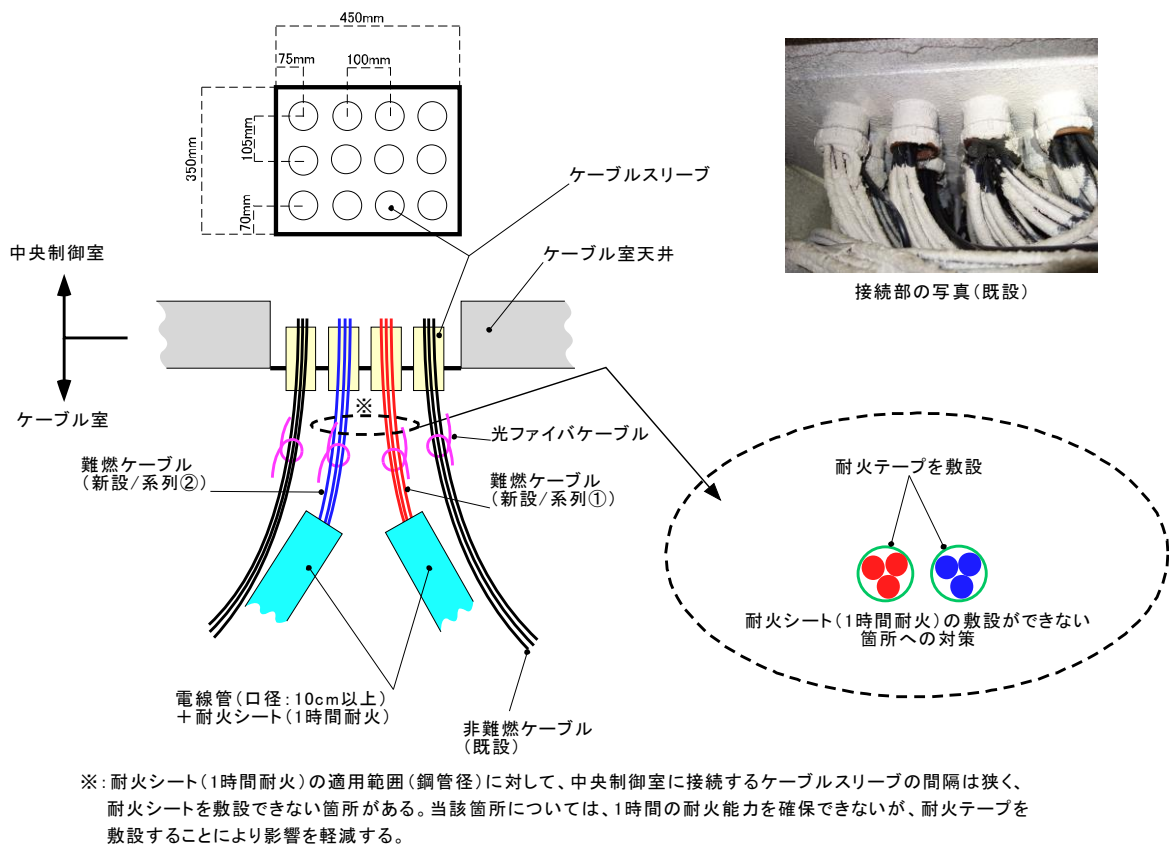 450mm
75mm
100mm
350mm
105mm
70mm
ケーブルスリーブ
ケーブル室天井
接続部の写真(既設)
中央制御室
ケーブル室
※
光ファイバケーブル
難燃ケーブル
(新設/系列②)
難燃ケーブル
(新設/系列①)
耐火テープを敷設
耐火シート(1時間耐火)の敷設ができない
箇所への対策
電線管(口径:10cm以上)
+耐火シート(1時間耐火)
非難燃ケーブル
(既設)
※:耐火シート(1時間耐火)の適用範囲(鋼管径)に対して、中央制御室に接続するケーブルスリーブの間隔は狭く、
耐火シートを敷設できない箇所がある。当該箇所については、1時間の耐火能力を確保できないが、耐火テープを
敷設することにより影響を軽減する。